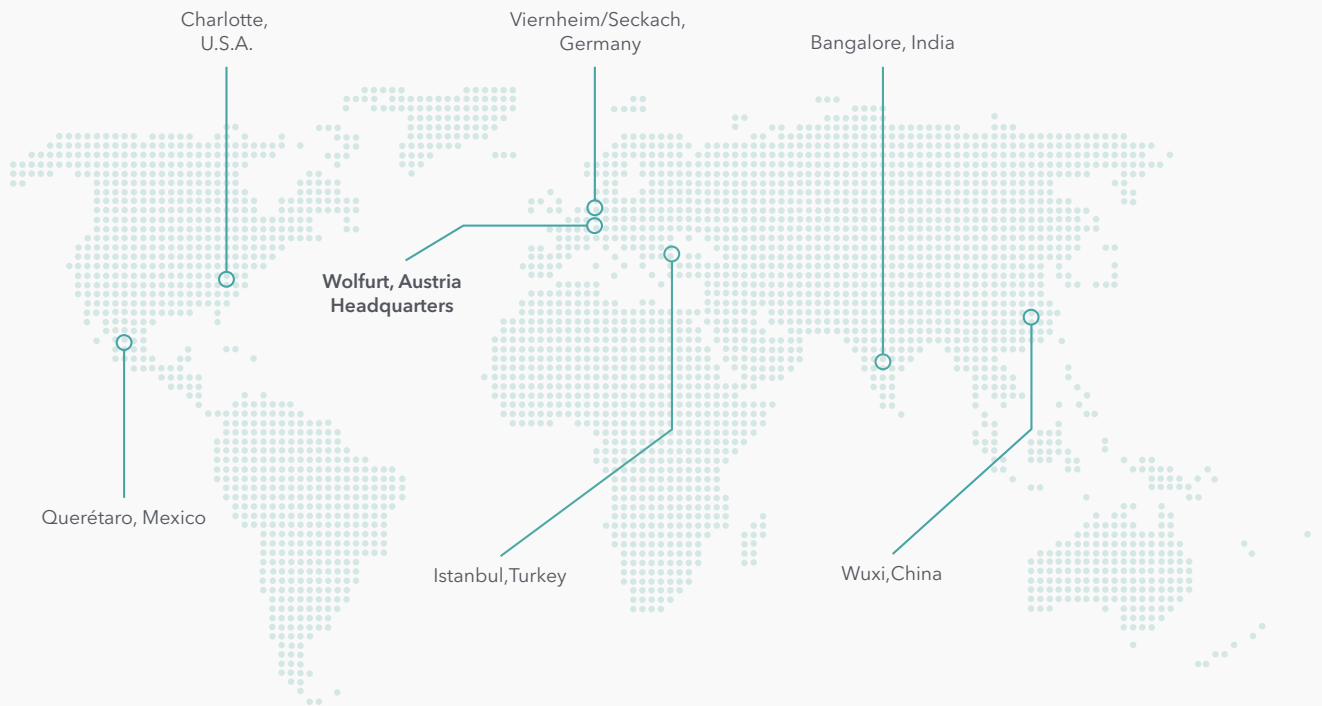 Charlotte,
U.S.A.
Viernheim/Seckach,
Germany
Bangalore, India
Wolfurt, Austria
Headquarters
Querétaro, Mexico
Istanbul,Turkey
Wuxi,China